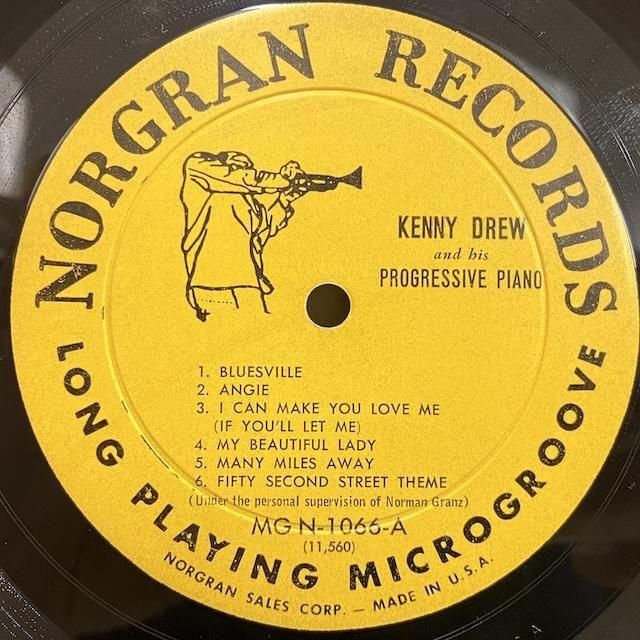 NORGRAN RECORDS
KENNY DREW
and his
PROGRESSIVE PIANO
1. BLUESVILLE
2. ANGIE
3. I CAN MAKE YOU LOVE ME
(IF YOU'LL LET ME)
4. MY BEAUTIFUL LADY
5. MANY MILES AWAY
6. FIFTY SECOND STREET THEME
(Under the personal supervision of Norman Granz)
MG N-1066-A
(11,560)
LONG PLAYING MICROGROOVE
NORGRAN SALES CORP. — MADE IN U.S.A.